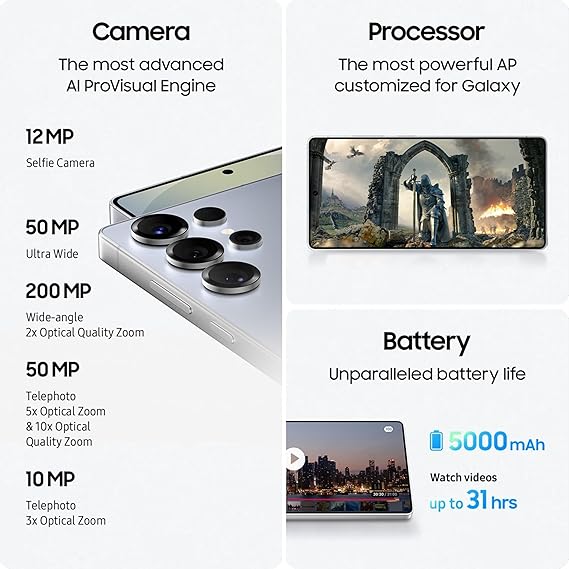 Camera
The most advanced
AI ProVisual Engine
12 MP
Selfie Camera
50 MP
Ultra Wide
200 MP
Wide-angle
2x Optical Quality Zoom
50 MP
Telephoto
5x Optical Zoom
& 10x Optical
Quality Zoom
10 MP
Telephoto
3x Optical Zoom
Processor
The most powerful AP
customized for Galaxy
Battery
Unparalleled battery life
5000 mAh
Watch videos
up to 31 hrs